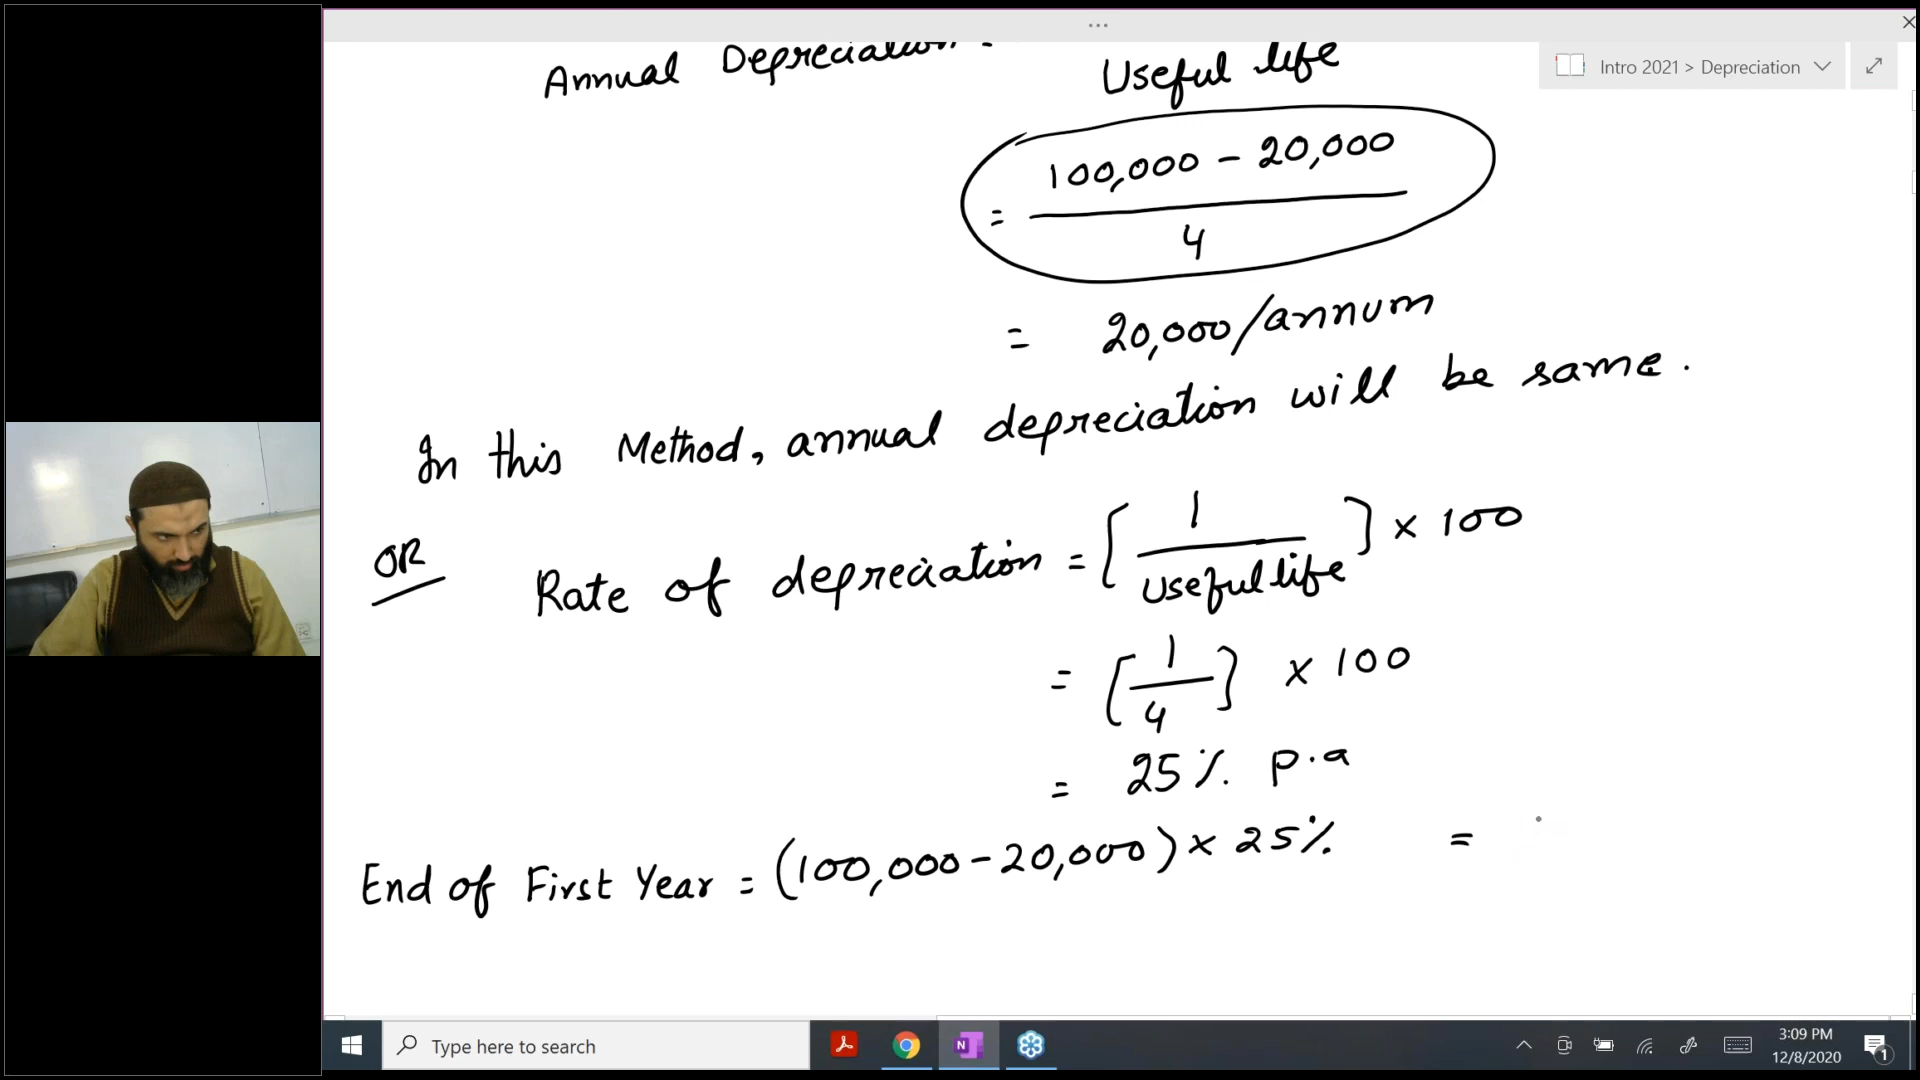 ...
Intro 2021 > Depreciation
Annual Depreciation =
Useful life
= 100,000 - 20,000
4
= 20,000/annum
In this Method, annual depreciation will be same.
OR
Rate of depreciation = [ 1
Useful life ] x 100
= [ 1
4 ] x 100
= 25% p.a
End of First Year = (100,000-20,000) x 25% =
Type here to search
N
3:09 PM
12/8/2020
1